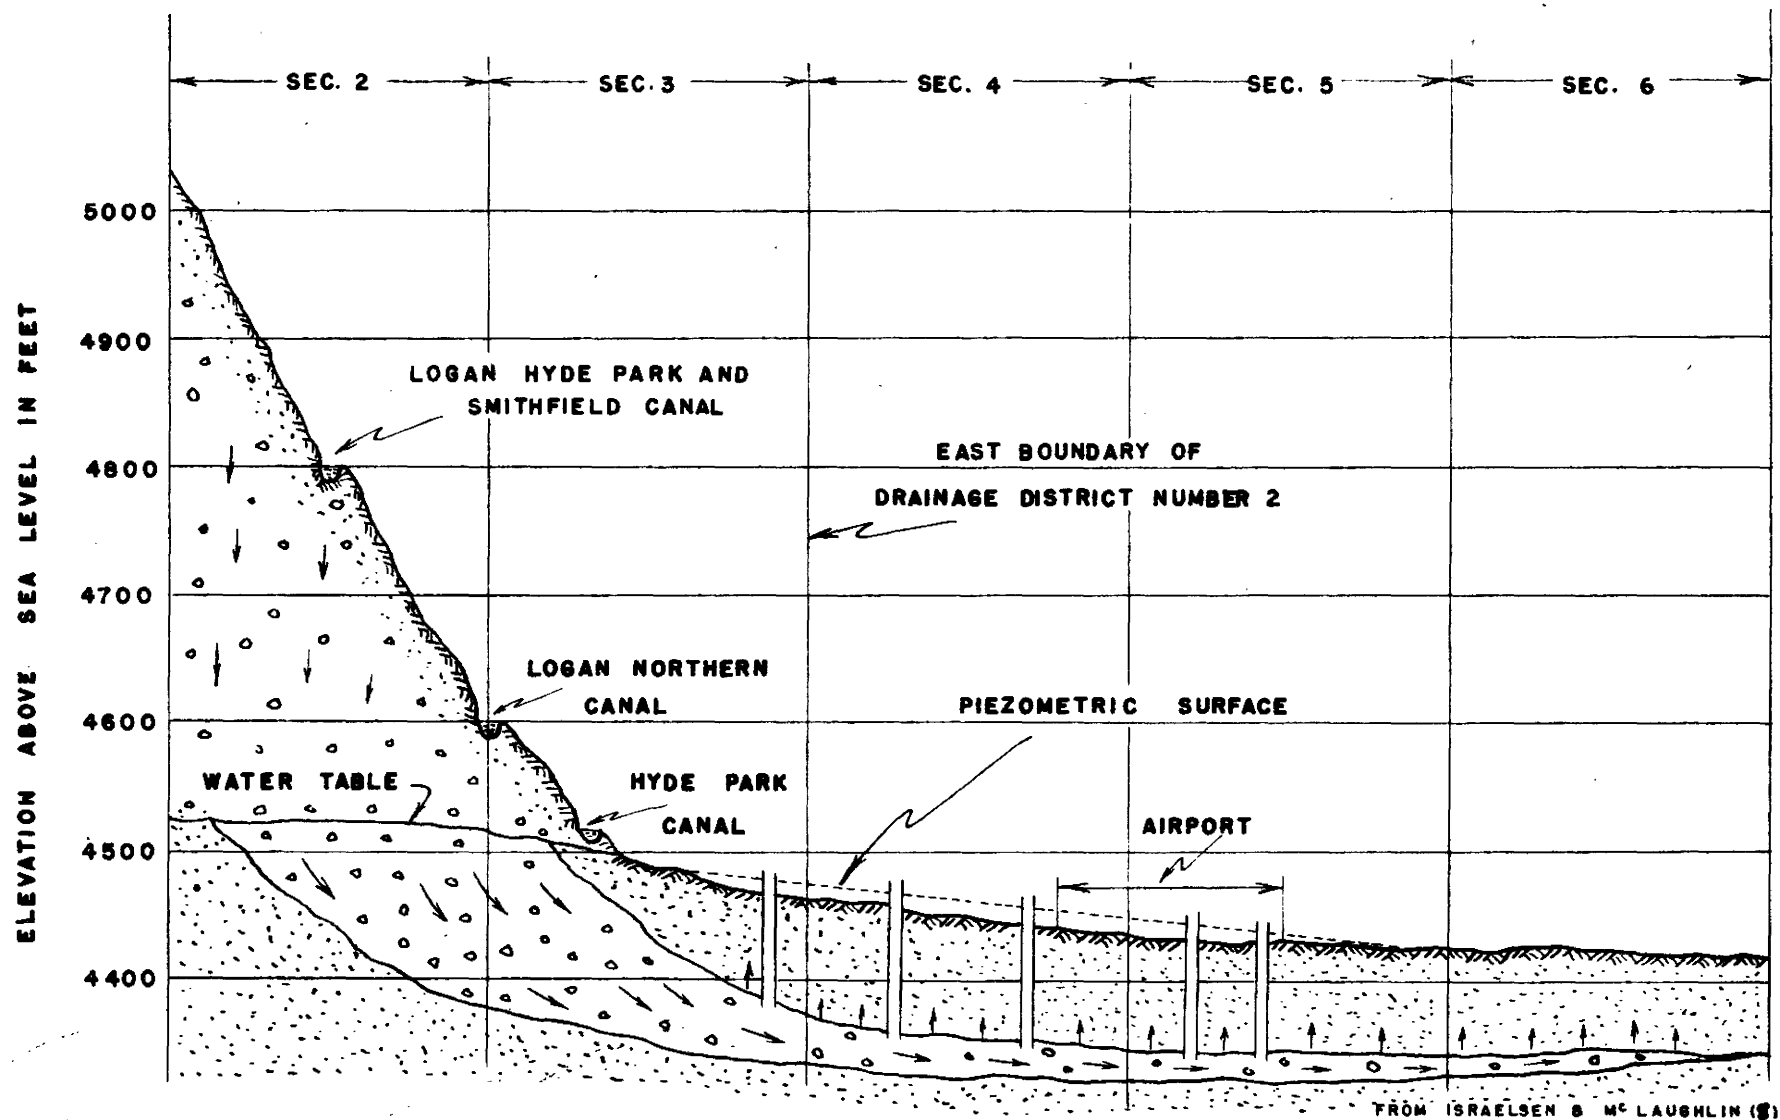 SEC. 2
SEC. 3
SEC. 4
SEC. 5
SEC. 6
ELEVATION ABOVE SEA LEVEL IN FEET
5000
4900
4800
4700
4600
4500
4400
LOGAN HYDE PARK AND
SMITHFIELD CANAL
EAST BOUNDARY OF
DRAINAGE DISTRICT NUMBER 2
LOGAN NORTHERN
CANAL
PIEZOMETRIC SURFACE
WATER TABLE
HYDE PARK
CANAL
AIRPORT
FROM ISRAELSEN & Mc LAUGHLIN